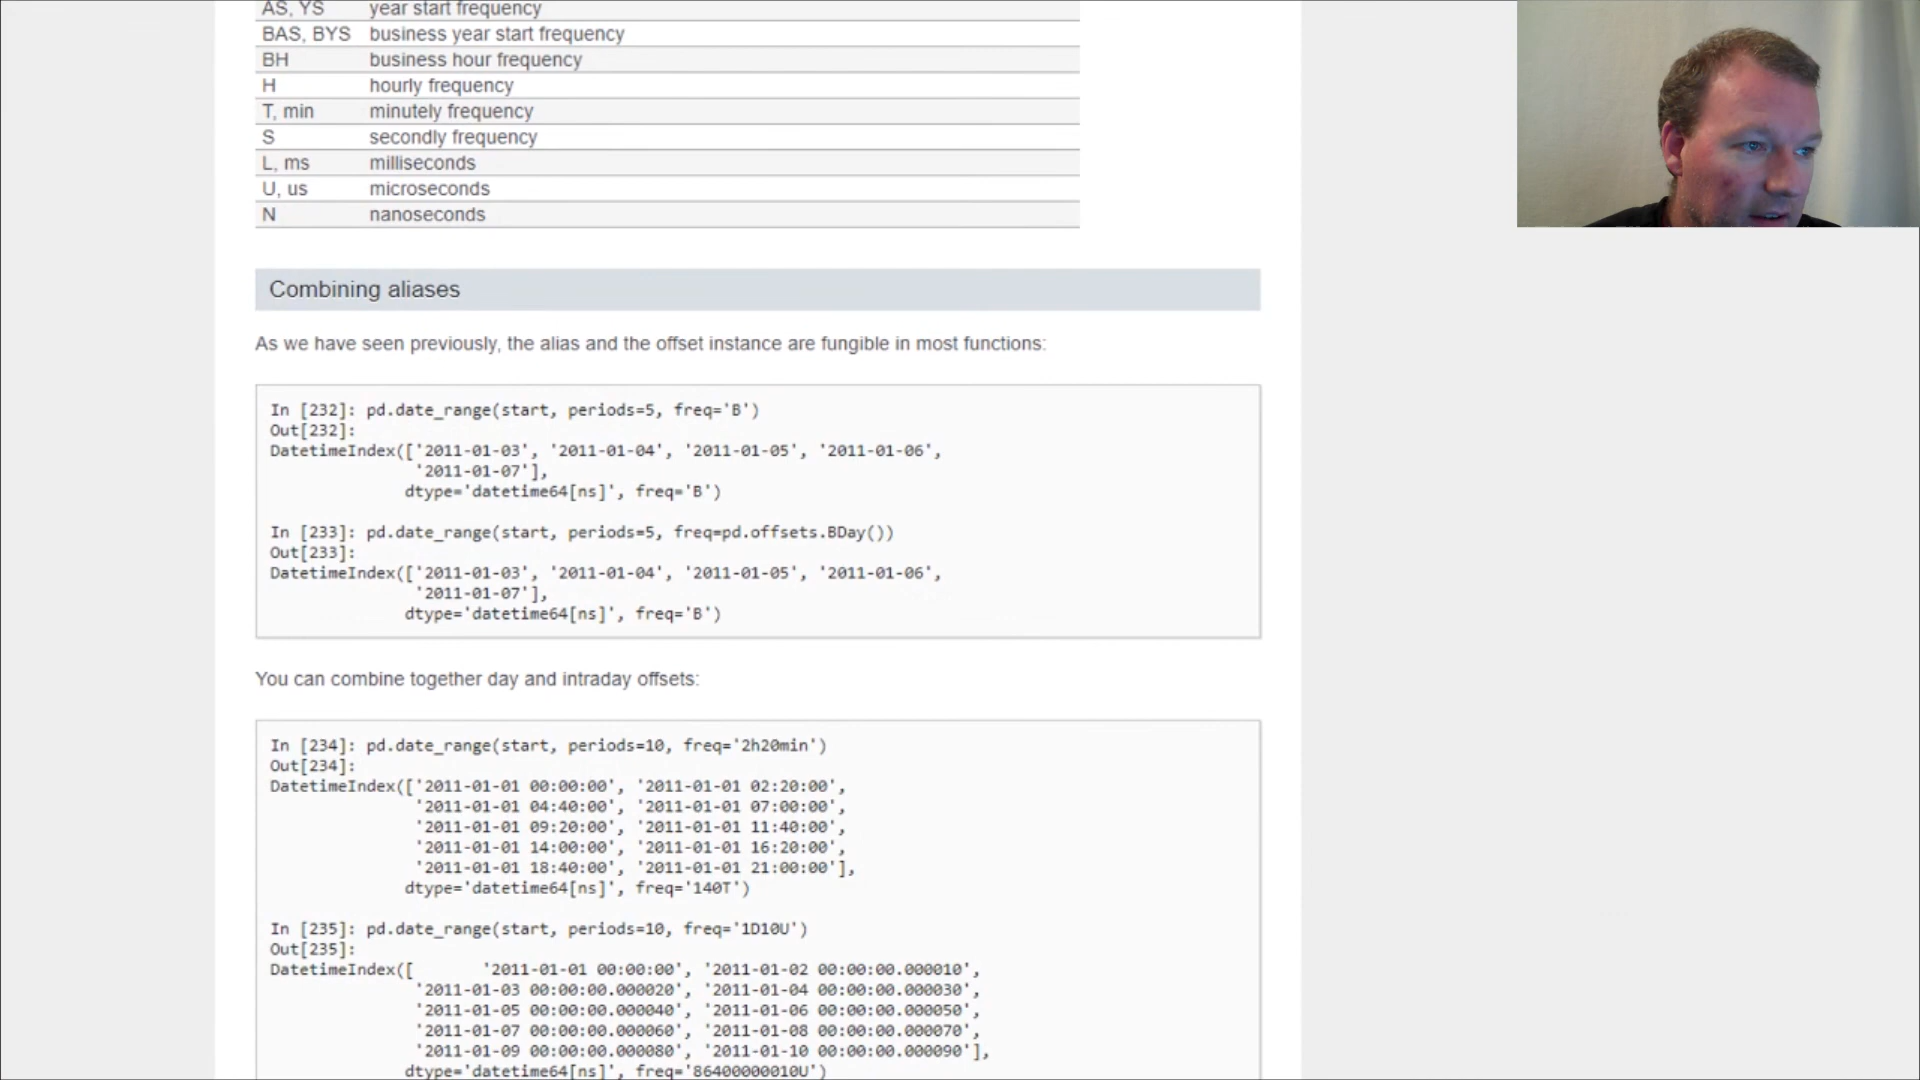 AS, YS year start frequency
BAS, BYS business year start frequency
BH business hour frequency
H hourly frequency
T, min minutely frequency
S secondly frequency
L, ms milliseconds
U, us microseconds
N nanoseconds
Combining aliases
As we have seen previously, the alias and the offset instance are fungible in most functions:
In [232]: pd.date_range(start, periods=5, freq='B')
Out[232]:
DatetimeIndex(['2011-01-03', '2011-01-04', '2011-01-05', '2011-01-06',
'2011-01-07'],
dtype='datetime64[ns]', freq='B')
In [233]: pd.date_range(start, periods=5, freq=pd.offsets.BDay())
Out[233]:
DatetimeIndex(['2011-01-03', '2011-01-04', '2011-01-05', '2011-01-06',
'2011-01-07'],
dtype='datetime64[ns]', freq='B')
You can combine together day and intraday offsets:
In [234]: pd.date_range(start, periods=10, freq='2h20min')
Out[234]:
DatetimeIndex(['2011-01-01 00:00:00', '2011-01-01 02:20:00',
'2011-01-01 04:40:00', '2011-01-01 07:00:00',
'2011-01-01 09:20:00', '2011-01-01 11:40:00',
'2011-01-01 14:00:00', '2011-01-01 16:20:00',
'2011-01-01 18:40:00', '2011-01-01 21:00:00'],
dtype='datetime64[ns]', freq='140T')
In [235]: pd.date_range(start, periods=10, freq='1D10U')
Out[235]:
DatetimeIndex([ '2011-01-01 00:00:00', '2011-01-02 00:00:00.000010',
'2011-01-03 00:00:00.000020', '2011-01-04 00:00:00.000030',
'2011-01-05 00:00:00.000040', '2011-01-06 00:00:00.000050',
'2011-01-07 00:00:00.000060', '2011-01-08 00:00:00.000070',
'2011-01-09 00:00:00.000080', '2011-01-10 00:00:00.000090'],
dtype='datetime64[ns]', freq='86400000010U')